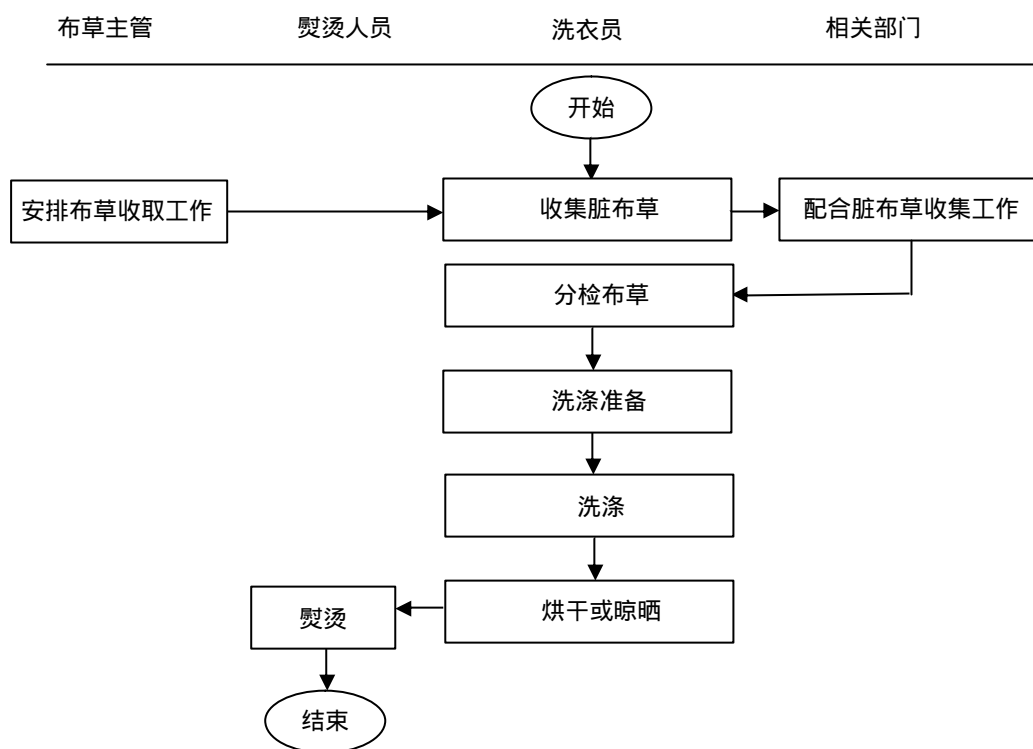 布草主管 熨烫人员 洗衣员 相关部门
开始
安排布草收取工作 收集脏布草 配合脏布草收集工作
分检布草
洗涤准备
洗涤
熨烫 烘干或晾晒
结束